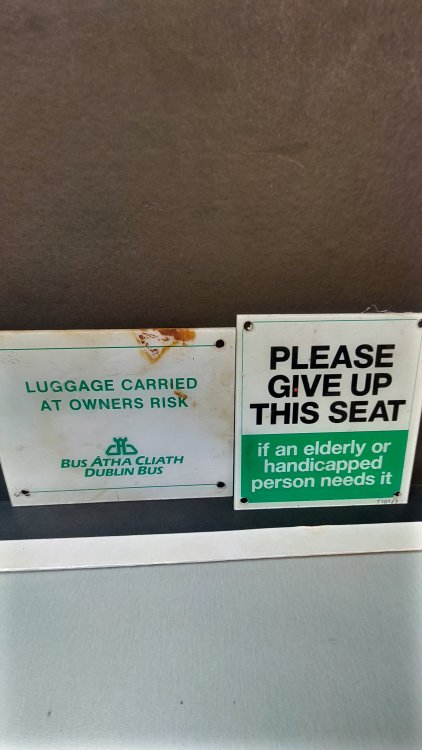 LUGGAGE CARRIED
AT OWNERS RISK
BUS ÁTHA CLIATH
DUBLIN BUS
PLEASE
GIVE UP
THIS SEAT
if an elderly or
handicapped
person needs it